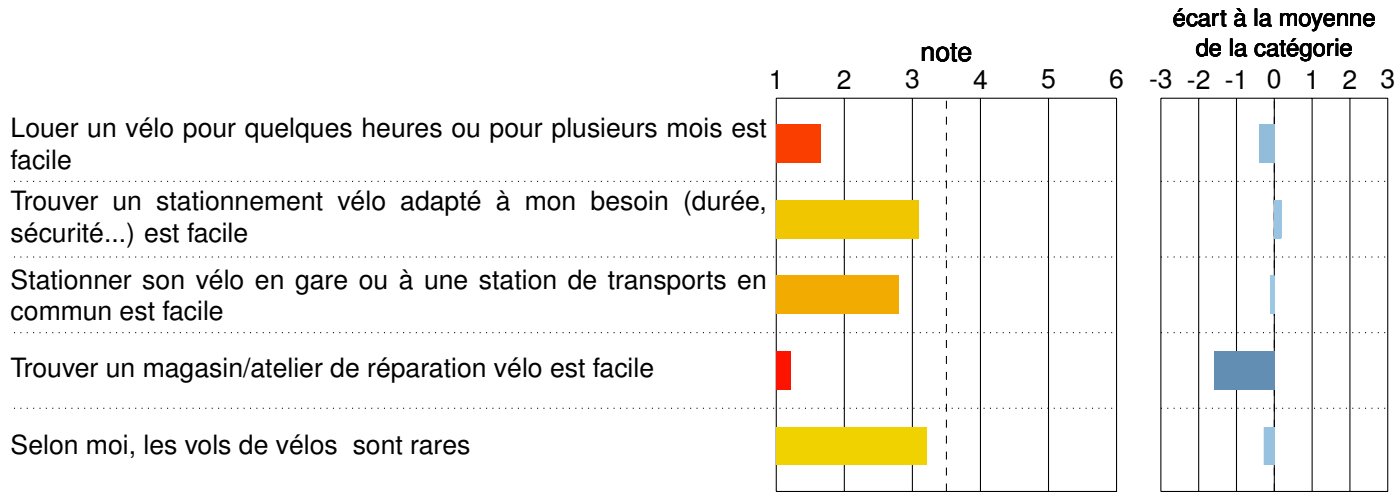 écart à la moyenne
note
de la catégorie
1 2 3 4 5 6
-3 -2 -1 0 1 2 3
Louer un vélo pour quelques heures ou pour plusieurs mois est
facile
Trouver un stationnement vélo adapté à mon besoin (durée,
sécurité...) est facile
Stationner son vélo en gare ou à une station de transports en
commun est facile
Trouver un magasin/atelier de réparation vélo est facile
Selon moi, les vols de vélos sont rares